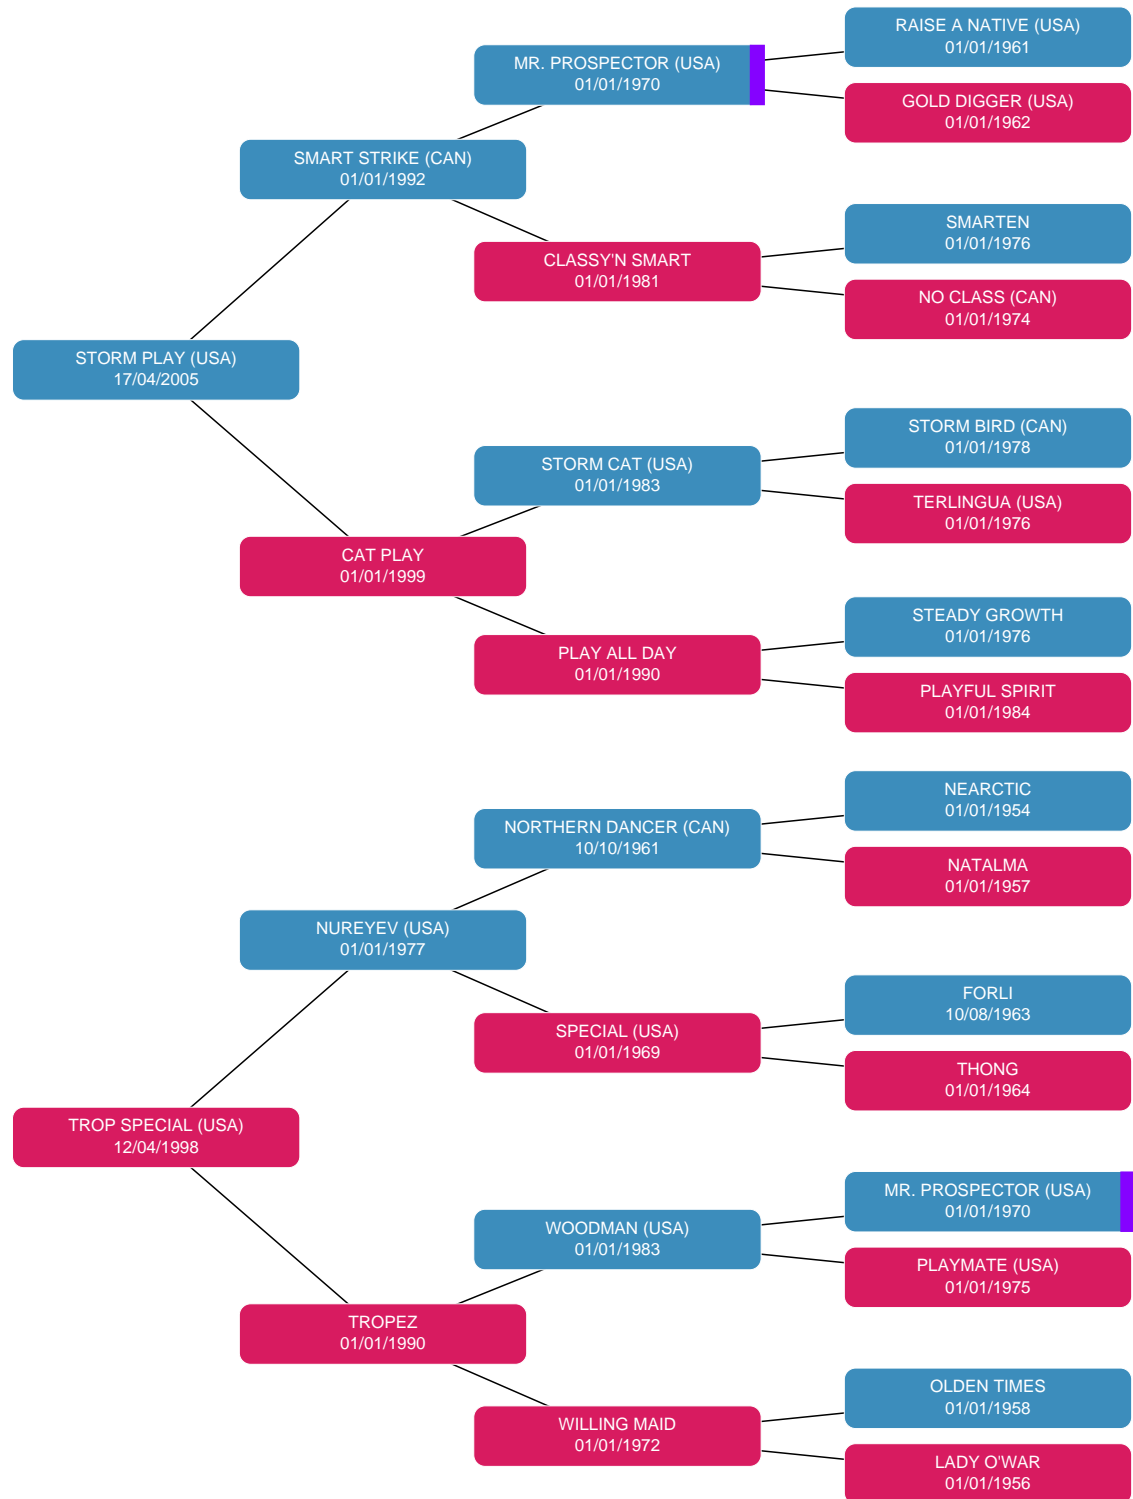 RAISE A NATIVE (USA)
01/01/1961
MR. PROSPECTOR (USA)
01/01/1970
GOLD DIGGER (USA)
01/01/1962
SMART STRIKE (CAN)
01/01/1992
SMARTEN
01/01/1976
CLASSY'N SMART
01/01/1981
NO CLASS (CAN)
01/01/1974
STORM PLAY (USA)
17/04/2005
STORM BIRD (CAN)
01/01/1978
STORM CAT (USA)
01/01/1983
TERLINGUA (USA)
01/01/1976
CAT PLAY
01/01/1999
STEADY GROWTH
01/01/1976
PLAY ALL DAY
01/01/1990
PLAYFUL SPIRIT
01/01/1984
NEARCTIC
01/01/1954
NORTHERN DANCER (CAN)
10/10/1961
NATALMA
01/01/1957
NUREYEV (USA)
01/01/1977
FORLI
10/08/1963
SPECIAL (USA)
01/01/1969
THONG
01/01/1964
TROP SPECIAL (USA)
12/04/1998
MR. PROSPECTOR (USA)
01/01/1970
WOODMAN (USA)
01/01/1983
PLAYMATE (USA)
01/01/1975
TROPEZ
01/01/1990
OLDEN TIMES
01/01/1958
WILLING MAID
01/01/1972
LADY O'WAR
01/01/1956